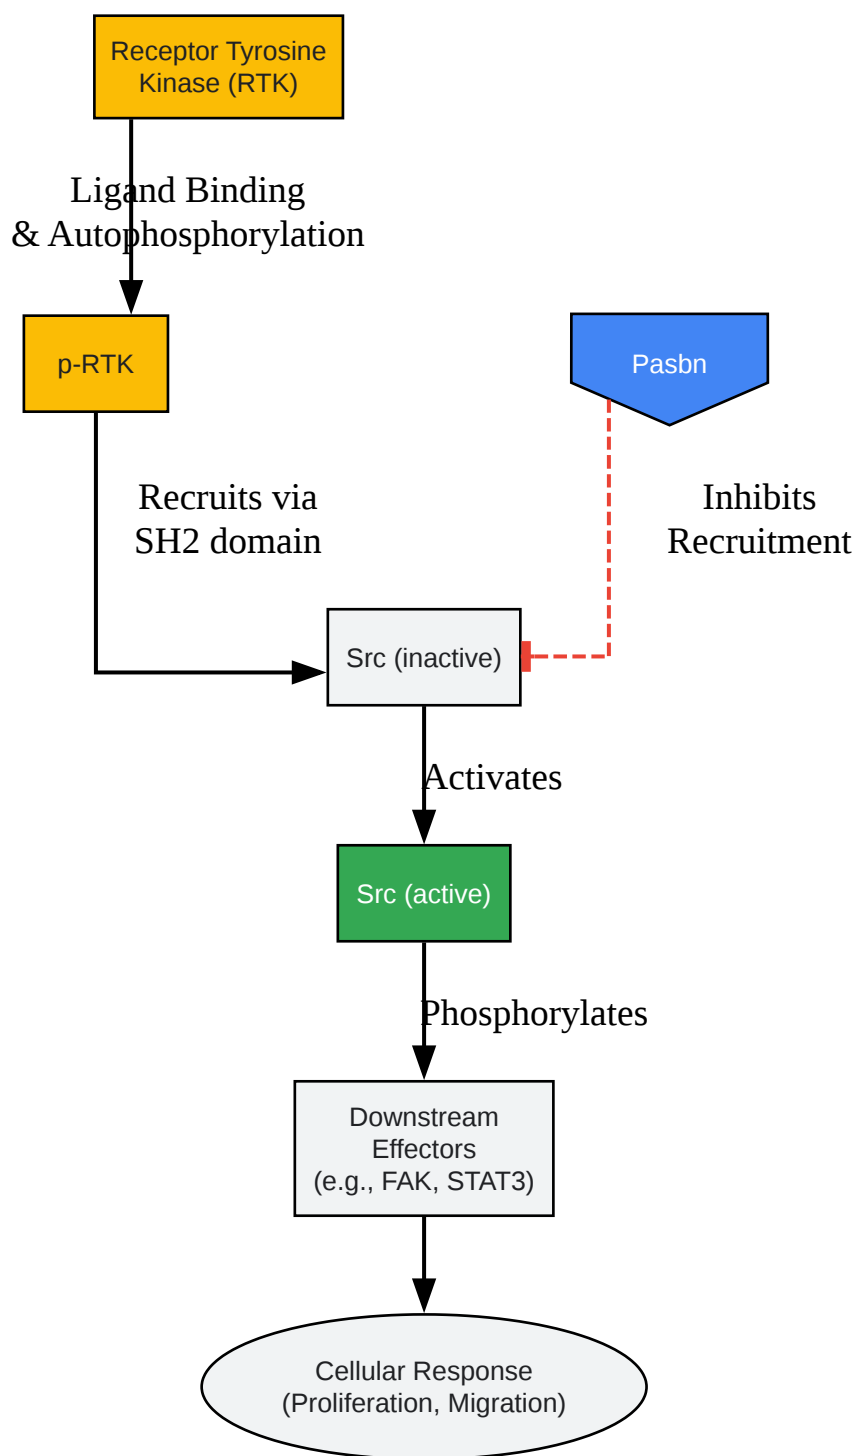 Receptor Tyrosine
Kinase (RTK)
Ligand Binding
& Autophosphorylation
p-RTK
Pasbn
Recruits via
SH2 domain
Inhibits
Recruitment
Src (inactive)
Activates
Src (active)
Phosphorylates
Downstream
Effectors
(e.g., FAK, STAT3)
Cellular Response
(Proliferation, Migration)